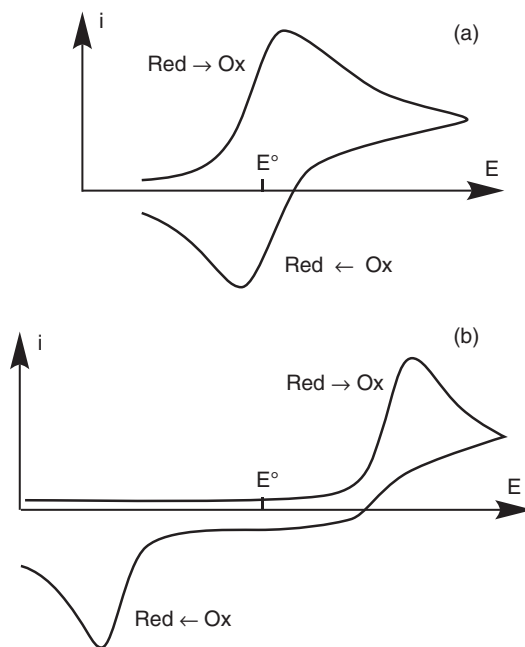 i
(a)
Red → Ox
E°
E
Red ← Ox
i
(b)
Red → Ox
E°
E
Red ← Ox